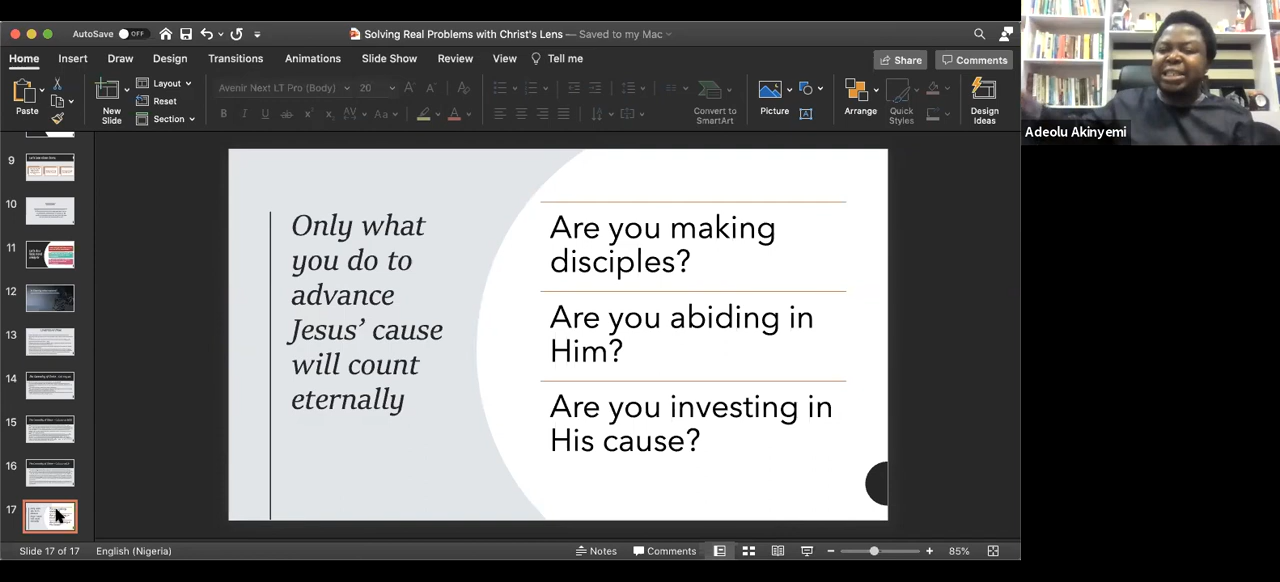 AutoSave OFF
Solving Real Problems with Christ's Lens — Saved to my Mac
Home Insert Draw Design Transitions Animations Slide Show Review View Tell me
Share Comments
Paste
New Slide
Layout
Reset
Section
Avenir Next LT Pro (Body) 20
Convert to SmartArt
Picture
Arrange
Quick Styles
Design Ideas
Adeolu Akinyemi
9
10
11
12
13
14
15
16
17
Only what
you do to
advance
Jesus' cause
will count
eternally
Are you making
disciples?
Are you abiding in
Him?
Are you investing in
His cause?
Slide 17 of 17 English (Nigeria) Notes Comments 85%